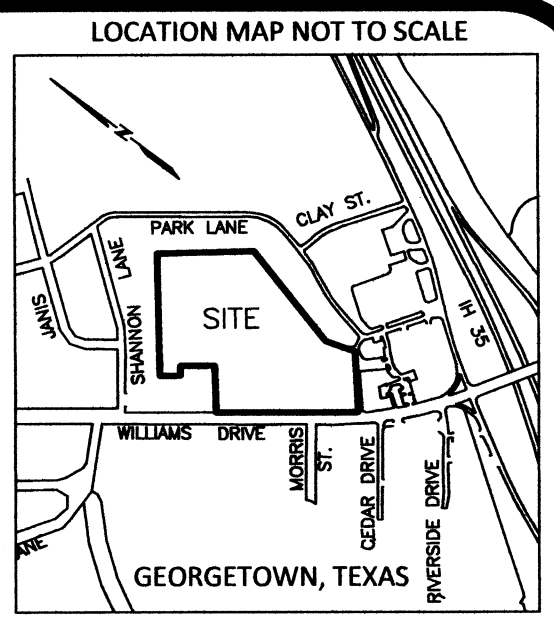 LOCATION MAP NOT TO SCALE
N
CLAY ST.
PARK LANE
SHANNON LANE
JANIS
SITE
IH 35
WILLIAMS DRIVE
MORRIS
ST.
CEDAR DRIVE
RIVERSIDE DRIVE
ANE
GEORGETOWN, TEXAS